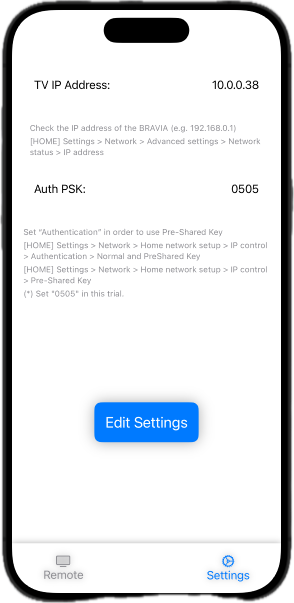 TV IP Address: 10.0.0.38
Check the IP address of the BRAVIA (e.g. 192.168.0.1)
[HOME] Settings > Network > Advanced settings > Network
status > IP address
Auth PSK: 0505
Set "Authentication" in order to use Pre-Shared Key
[HOME] Settings > Network > Home network setup > IP control
> Authentication > Normal and PreShared Key
[HOME] Settings > Network > Home network setup > IP control
> Pre-Shared Key
(*) Set "0505" in this trial.
Edit Settings
Remote Settings